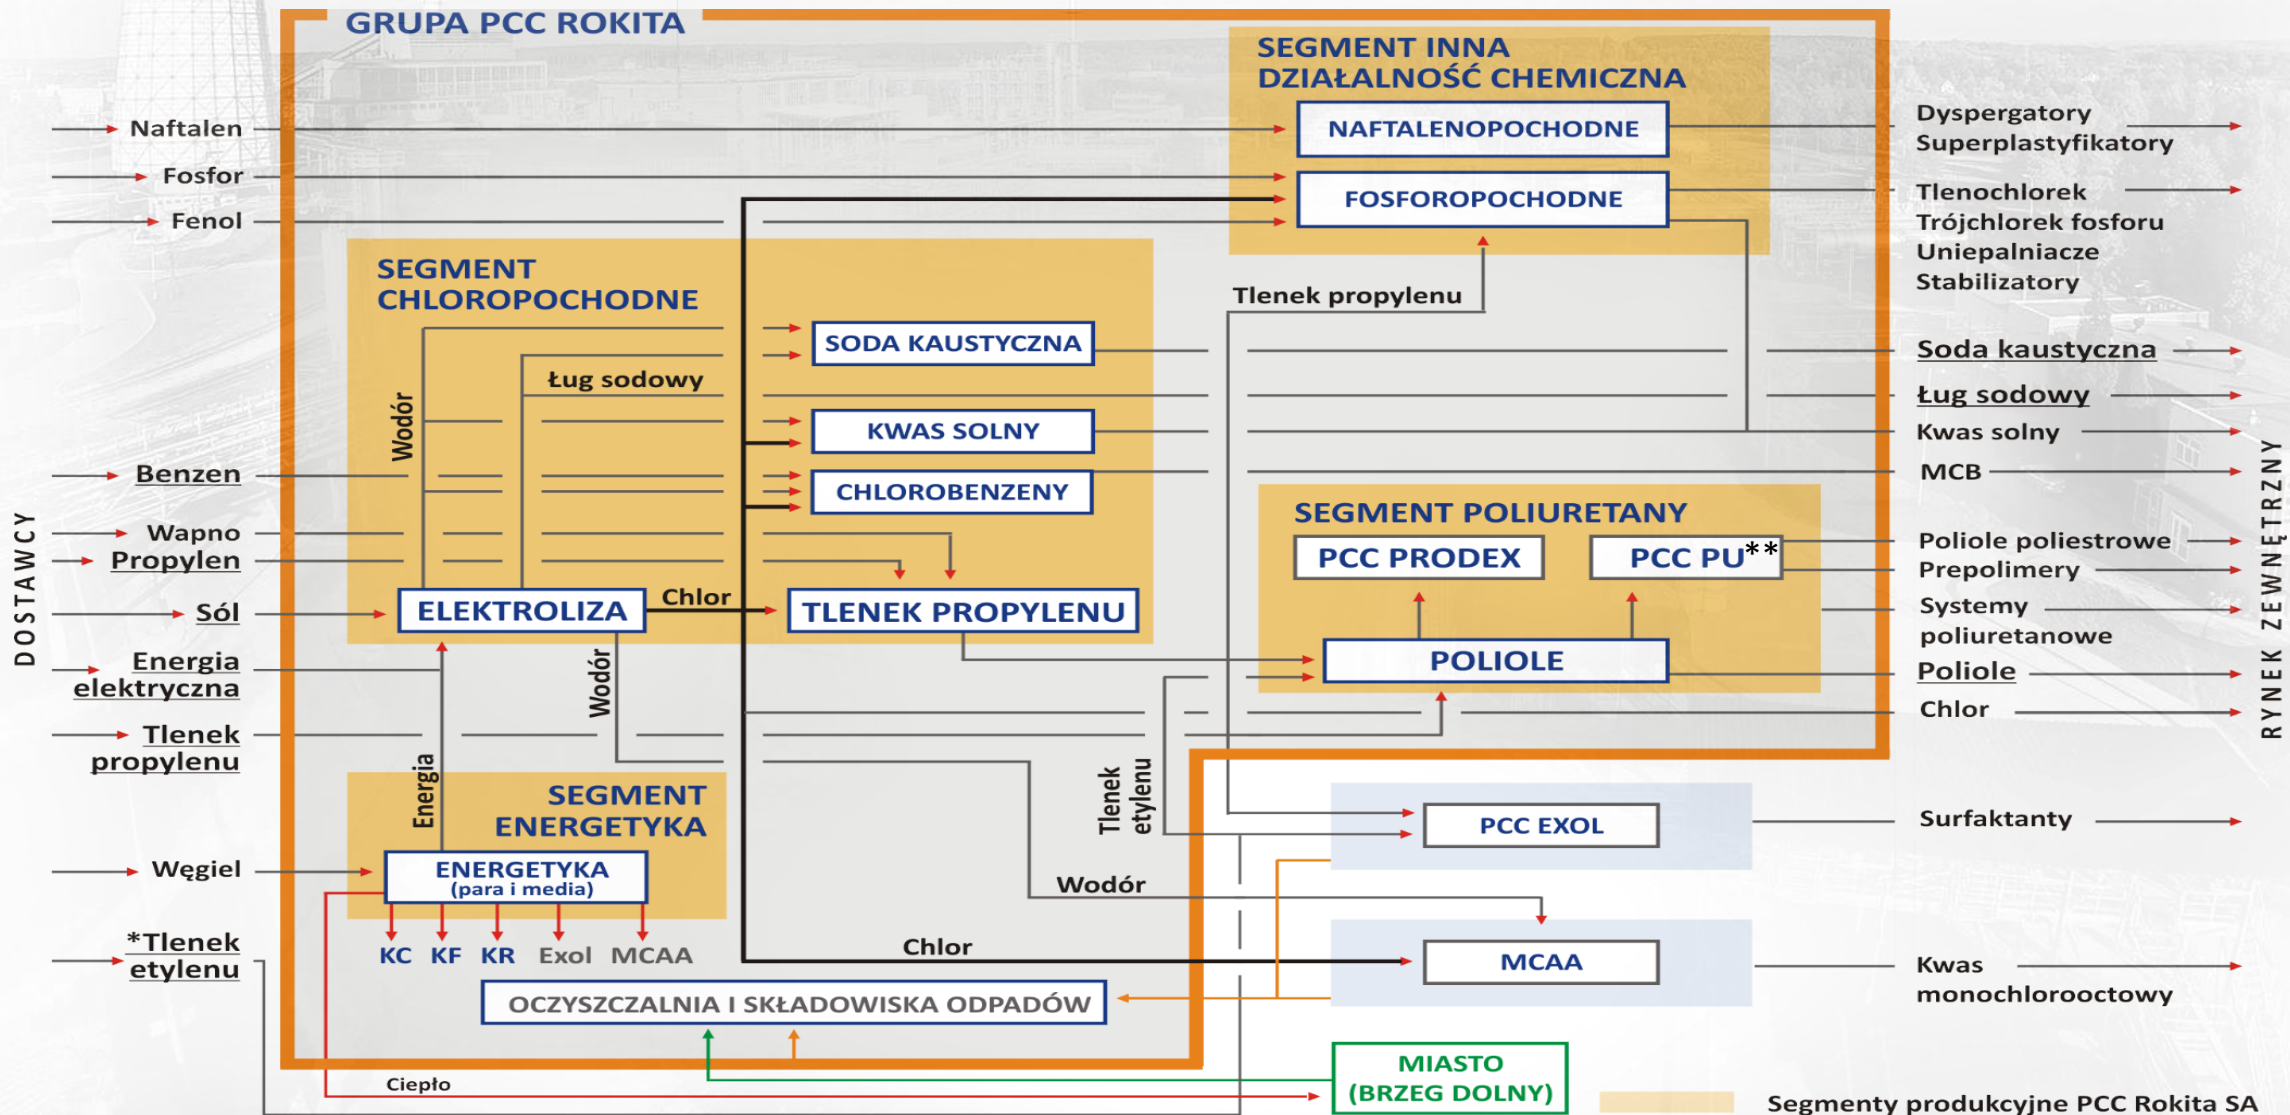 GRUPA PCC ROKITA
SEGMENT INNA
DZIAŁALNOŚĆ CHEMICZNA
NAFTALENOPOCHODNE
FOSFOROPOCHODNE
Naftalen
Fosfor
Fenol
Dyspergatory
Superplastyfikatory
Tlenochlorek
Trójchlorek fosforu
Uniepalniacze
Stabilizatory
SEGMENT
CHLOROPOCHODNE
Tlenek propylenu
SODA KAUSTYCZNA
Soda kaustyczna
Ług sodowy
Wodór
Ług sodowy
KWAS SOLNY
Kwas solny
Benzen
CHLOROBENZENY
MCB
DOSTAWCY
RYNEK ZEWNĘTRZNY
Wapno
Propylen
Sól
ELEKTROLIZA
Chlor
TLENEK PROPYLENU
SEGMENT POLIURETANY
PCC PRODEX
PCC PU**
POLIOLE
Poliole poliestrowe
Prepolimery
Systemy
poliuretanowe
Poliole
Chlor
Energia
elektryczna
Wodór
Tlenek
propylenu
Energia
SEGMENT
ENERGETYKA
ENERGETYKA
(para i media)
Węgiel
KC KF KR Exol MCAA
Tlenek
etylenu
PCC EXOL
Surfaktanty
Wodór
Chlor
MCAA
Kwas
monochlorooctowy
*Tlenek
etylenu
OCZYSZCZALNIA I SKŁADOWISKA ODPADÓW
Ciepło
MIASTO
(BRZEG DOLNY)
Segmenty produkcyjne PCC Rokita SA